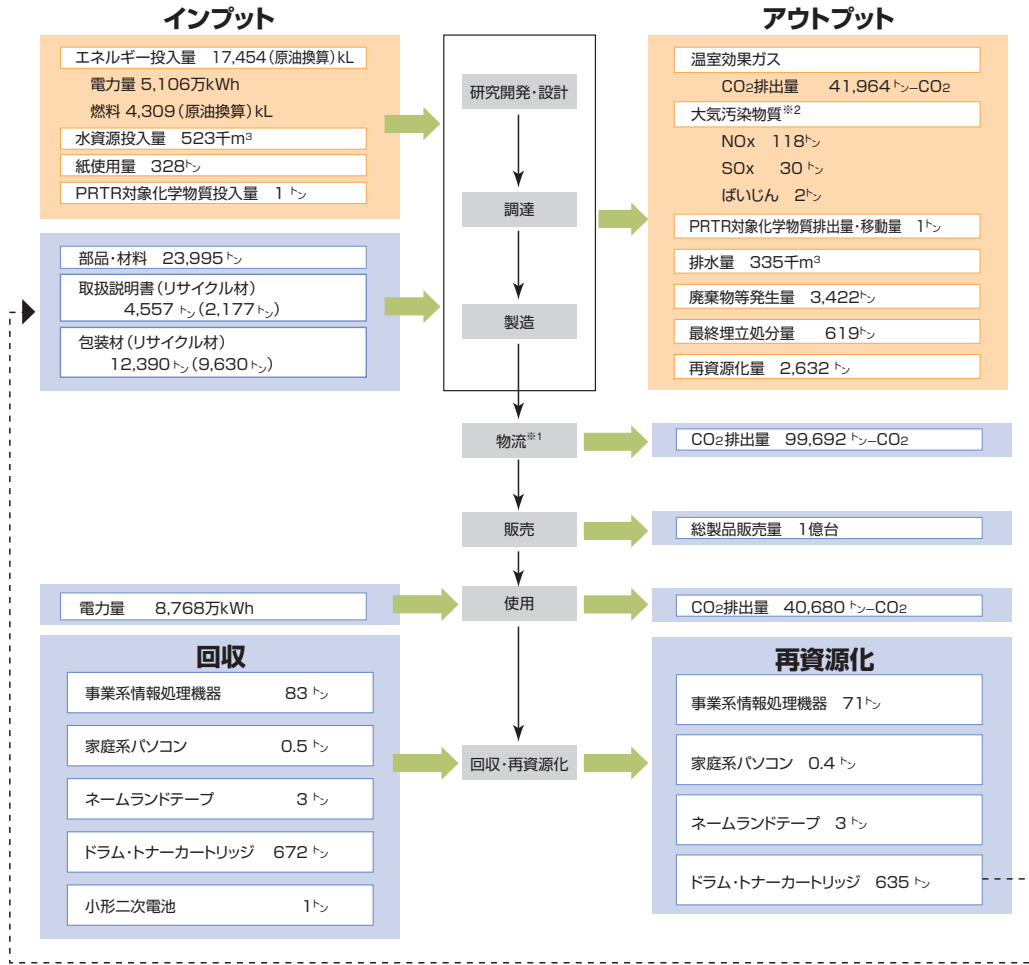 インプット
エネルギー投入量 17,454(原油換算)kL
電力量 5,106万kWh
燃料 4,309(原油換算)kL
水資源投入量 523千m³
紙使用量 328トン
PRTR対象化学物質投入量 1トン
部品・材料 23,995トン
取扱説明書(リサイクル材)
4,557トン(2,177トン)
包装材(リサイクル材)
12,390トン(9,630トン)
研究開発・設計
調達
製造
物流※1
販売
使用
回収・再資源化
アウトプット
温室効果ガス
CO2排出量 41,964トン–CO2
大気汚染物質※2
NOx 118トン
SOx 30トン
ばいじん 2トン
PRTR対象化学物質排出量・移動量 1トン
排水量 335千m³
廃棄物等発生量 3,422トン
最終埋立処分量 619トン
再資源化量 2,632トン
CO2排出量 99,692トン–CO2
総製品販売量 1億台
電力量 8,768万kWh
CO2排出量 40,680トン–CO2
回収
事業系情報処理機器 83トン
家庭系パソコン 0.5トン
ネームランドテープ 3トン
ドラム・トナーカートリッジ 672トン
小形二次電池 1トン
再資源化
事業系情報処理機器 71トン
家庭系パソコン 0.4トン
ネームランドテープ 3トン
ドラム・トナーカートリッジ 635トン